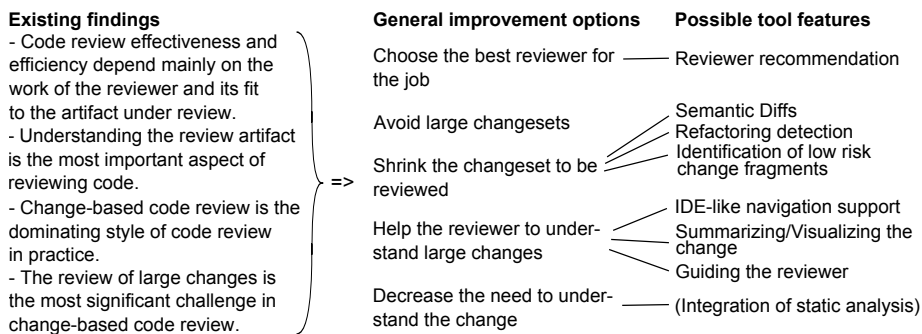 Existing findings
- Code review effectiveness and
efficiency depend mainly on the
work of the reviewer and its fit
to the artifact under review.
- Understanding the review artifact
is the most important aspect of
reviewing code.
- Change-based code review is the
dominating style of code review
in practice.
- The review of large changes is
the most significant challenge in
change-based code review.
=>
General improvement options
Choose the best reviewer for
the job
Avoid large changesets
Shrink the changeset to be
reviewed
Help the reviewer to under-
stand large changes
Decrease the need to under-
stand the change
Possible tool features
Reviewer recommendation
Semantic Diffs
Refactoring detection
Identification of low risk
change fragments
IDE-like navigation support
Summarizing/Visualizing the
change
Guiding the reviewer
(Integration of static analysis)